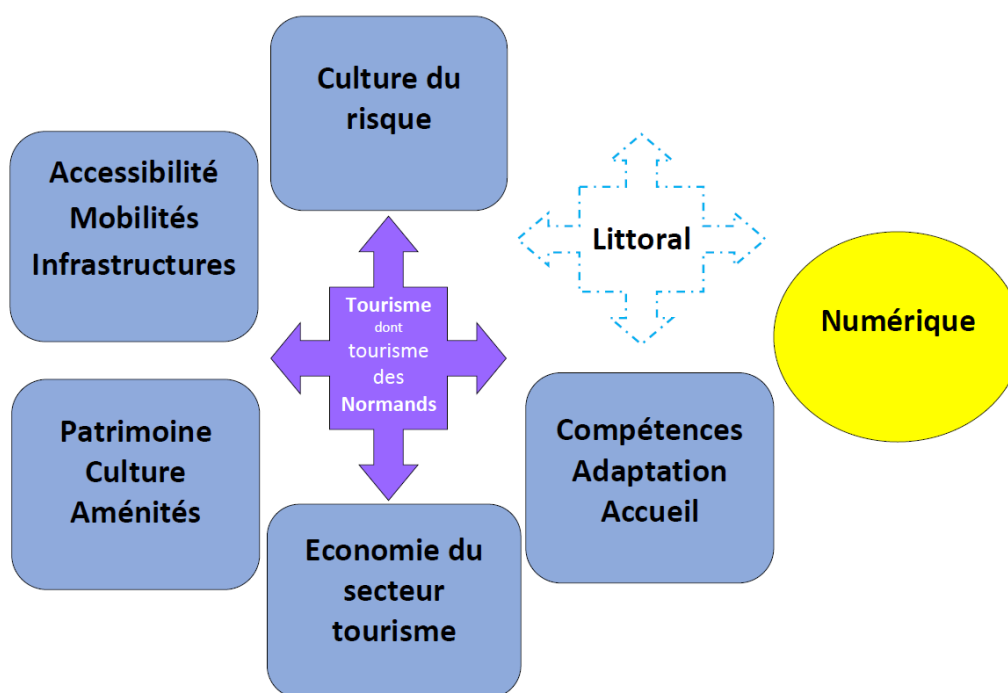 Culture du
risque
Accessibilité
Mobilités
Infrastructures
Littoral
Tourisme
dont
tourisme
des
Normands
Numérique
Patrimoine
Culture
Aménités
Compétences
Adaptation
Accueil
Economie du
secteur
tourisme